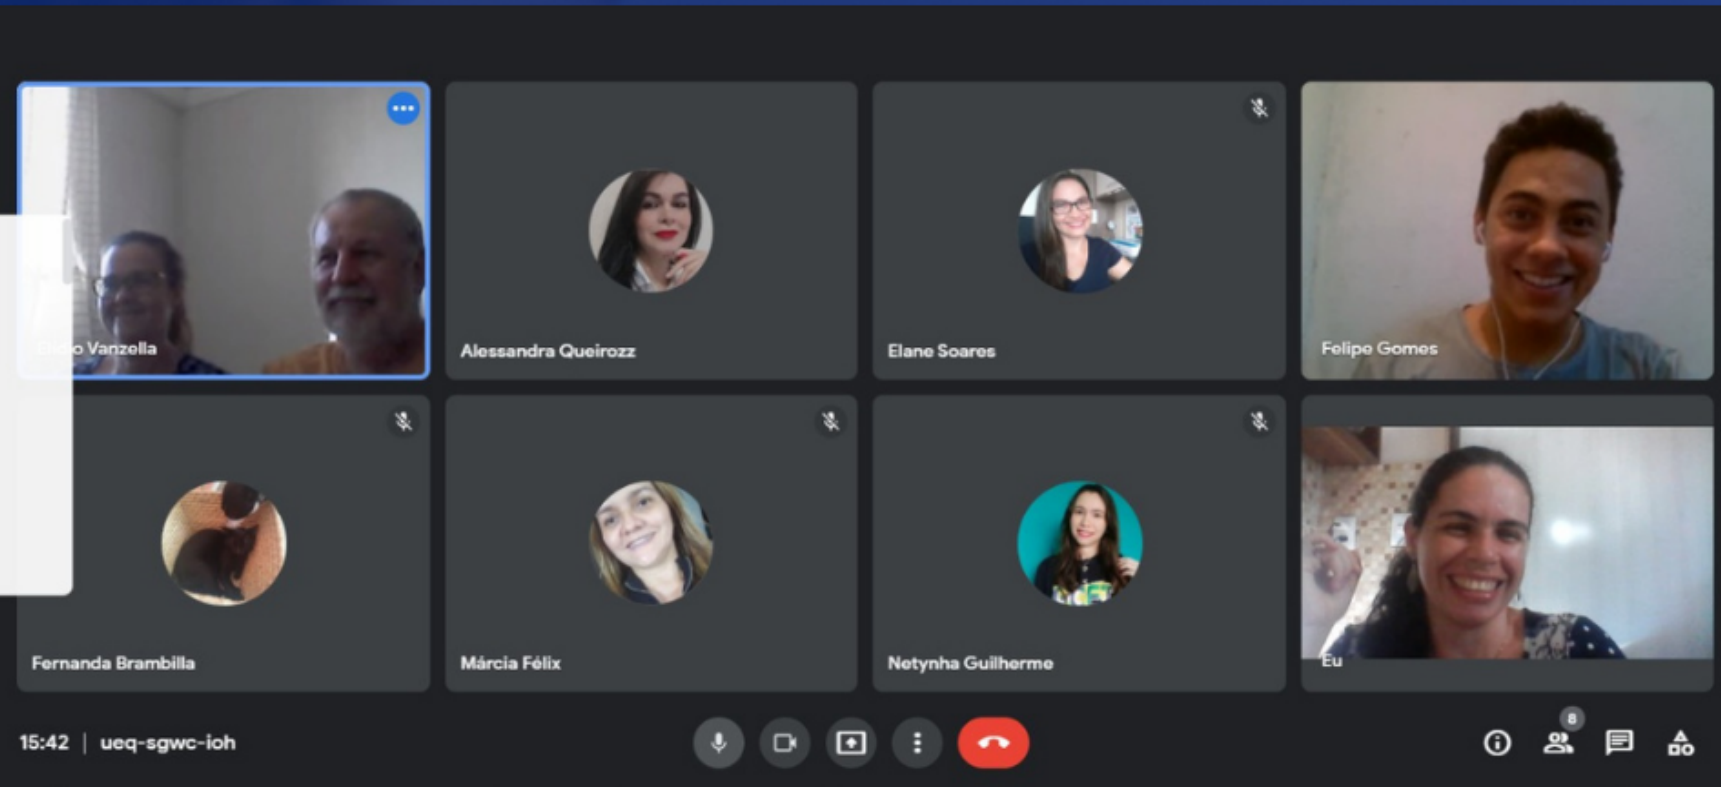 Vanzella
Alessandra Queirozz
Elane Soares
Felipe Gomes
Fernanda Brambilla
Márcia Félix
Netynha Guilherme
Eu
15:42 | ueq-sgwc-ioh
8